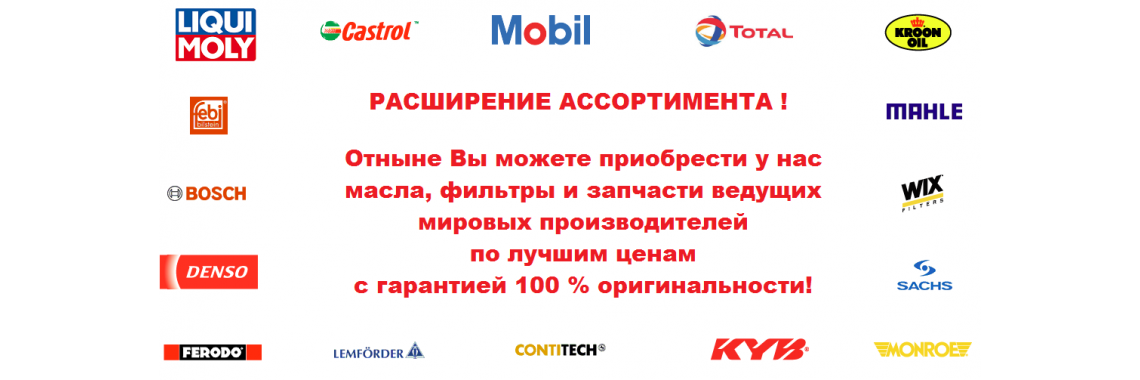 LIQUI
MOLY
Castrol
Mobil
TOTAL
KROON
OIL
РАСШИРЕНИЕ АССОРТИМЕНТА !
febi
bilstein
MAHLE
Отныне Вы можете приобрести у нас
масла, фильтры и запчасти ведущих
мировых производителей
по лучшим ценам
с гарантией 100 % оригинальности!
BOSCH
WIX
FILTERS
DENSO
SACHS
FERODO
LEMFÖRDER
CONTITECH
KYB
MONROE